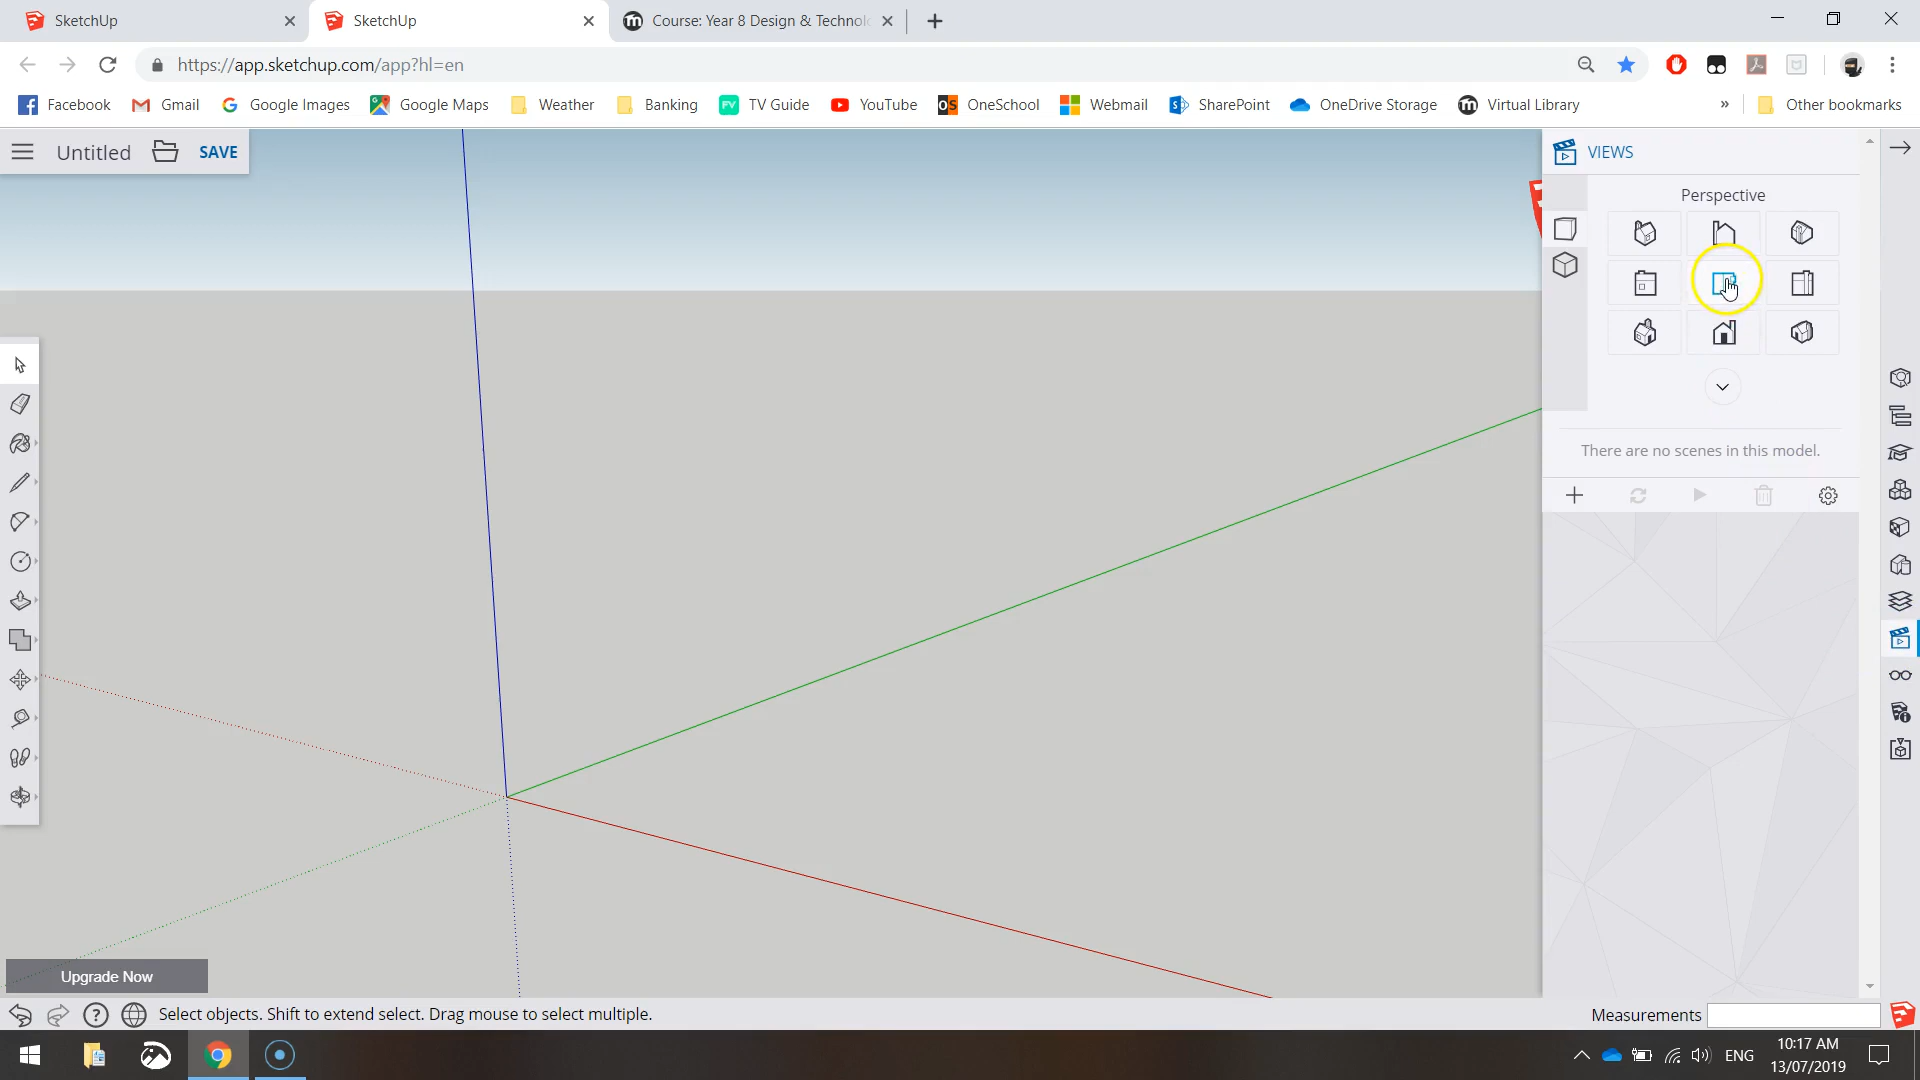 SketchUp
SketchUp
Course: Year 8 Design & Technol
https://app.sketchup.com/app?hl=en
Facebook
Gmail
Google Images
Google Maps
Weather
Banking
TV Guide
YouTube
OneSchool
Webmail
SharePoint
OneDrive Storage
Virtual Library
»
Other bookmarks
Untitled
SAVE
VIEWS
Perspective
There are no scenes in this model.
Upgrade Now
Select objects. Shift to extend select. Drag mouse to select multiple.
Measurements
ENG
10:17 AM
13/07/2019